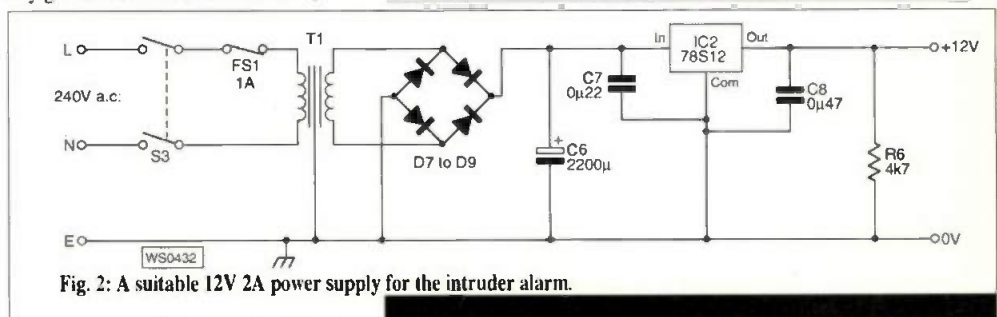 L
FS1
1A
T1
240V a.c:
N
S3
D7 to D9
C6
+
2200µ
C7
0µ22
In
IC2
78S12
Out
Com
C8
0µ47
R6
4k7
+12V
E
0V
WS0432
Fig. 2: A suitable 12V 2A power supply for the intruder alarm.